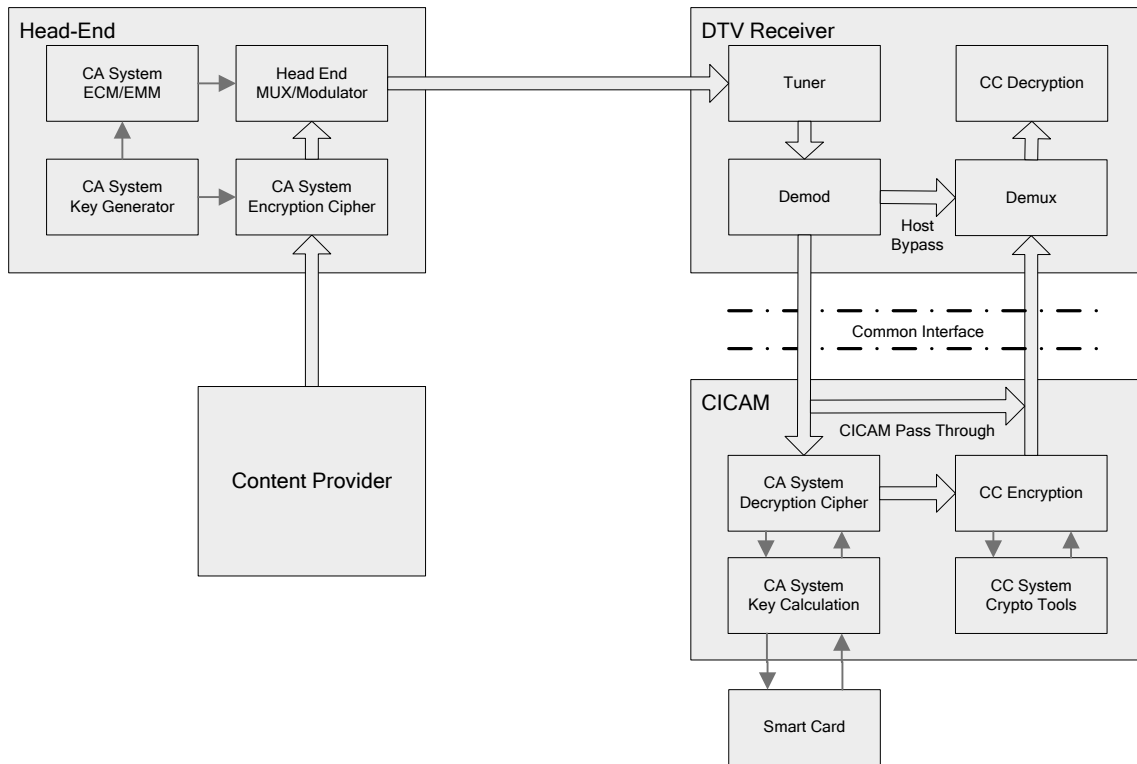 Head-End
CA System
ECM/EMM
Head End
MUX/Modulator
CA System
Key Generator
CA System
Encryption Cipher
Content Provider
DTV Receiver
Tuner
CC Decryption
Demod
Host
Bypass
Demux
Common Interface
CICAM
CICAM Pass Through
CA System
Decryption Cipher
CC Encryption
CA System
Key Calculation
CC System
Crypto Tools
Smart Card